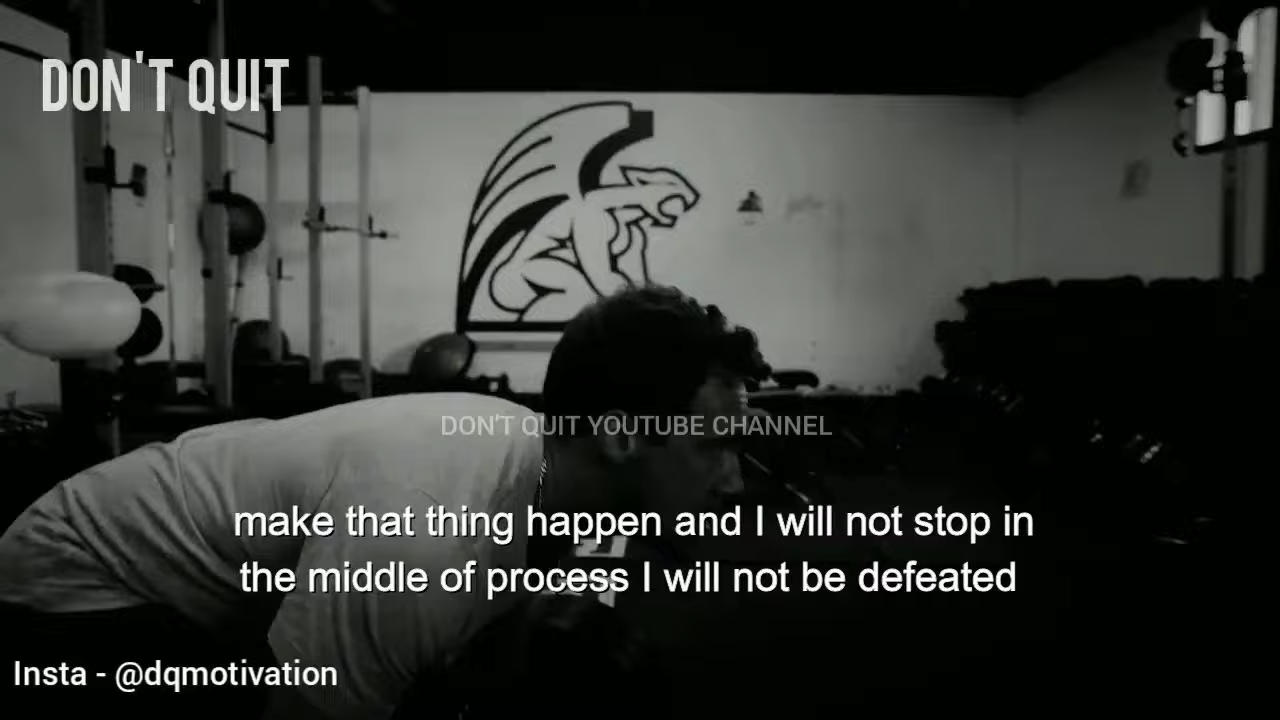 DON'T QUIT
DON'T QUIT YOUTUBE CHANNEL
make that thing happen and I will not stop in
the middle of process I will not be defeated
Insta - @dqmotivation